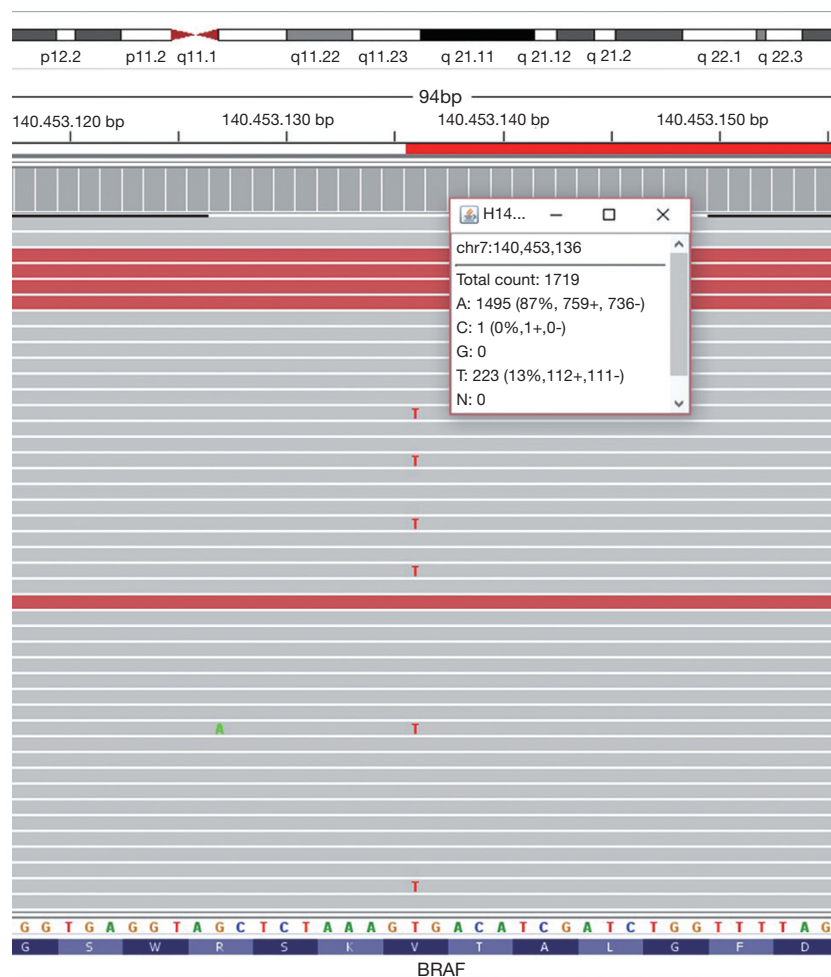 p12.2 p11.2 q11.1 q11.22 q11.23 q 21.11 q 21.12 q 21.2 q 22.1 q 22.3
94bp
140.453.120 bp 140.453.130 bp 140.453.140 bp 140.453.150 bp
H14...
chr7:140,453,136
Total count: 1719
A: 1495 (87%, 759+, 736-)
C: 1 (0%,1+,0-)
G: 0
T: 223 (13%,112+,111-)
N: 0
T
T
T
T
A T
T
G G T G A G G T A G C T C T A A A G T G A C A T C G A T C T G G T T T T A G
G S W R S K V T A L G F D
BRAF